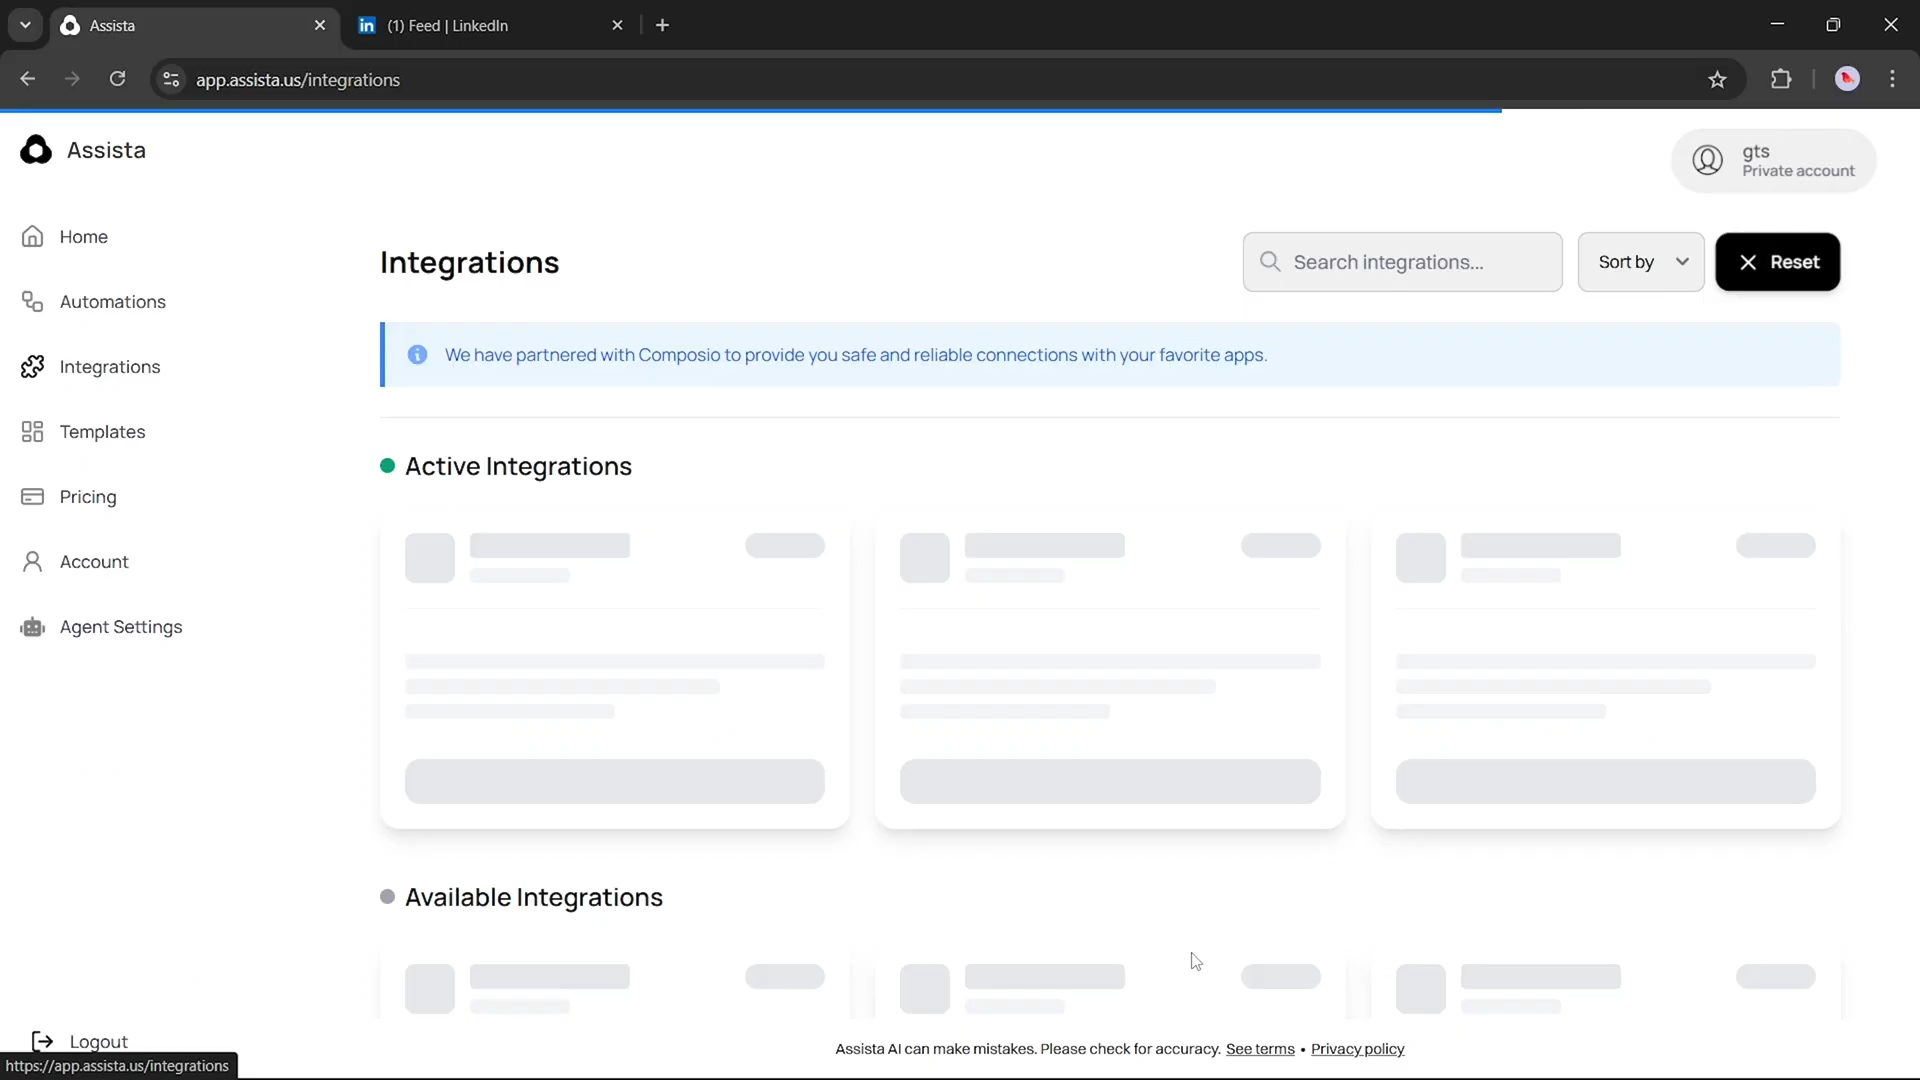 Assista
(1) Feed | LinkedIn
app.assista.us/integrations
Assista
gts
Private account
Home
Automations
Integrations
Templates
Pricing
Account
Agent Settings
Logout
https://app.assista.us/integrations
Integrations
Search integrations...
Sort by
Reset
We have partnered with Composio to provide you safe and reliable connections with your favorite apps.
Active Integrations
Available Integrations
Assista AI can make mistakes. Please check for accuracy. See terms • Privacy policy